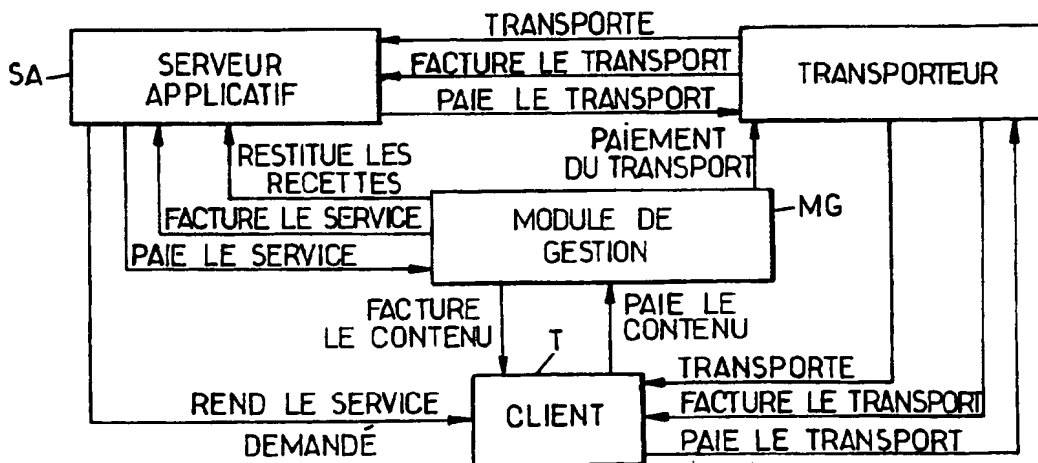 TRANSPORTE
SA
SERVEUR
APPLICATIF
FACTURE LE TRANSPORT
TRANSPORTEUR
PAIE LE TRANSPORT
RESTITUE LES
RECETTES
PAIEMENT
DU TRANSPORT
FACTURE LE SERVICE
MODULE DE
GESTION
MG
PAIE LE SERVICE
FACTURE
LE CONTENU
PAIE LE
CONTENU
T
TRANSPORTE
REND LE SERVICE
DEMANDÉ
CLIENT
FACTURE LE TRANSPORT
PAIE LE TRANSPORT